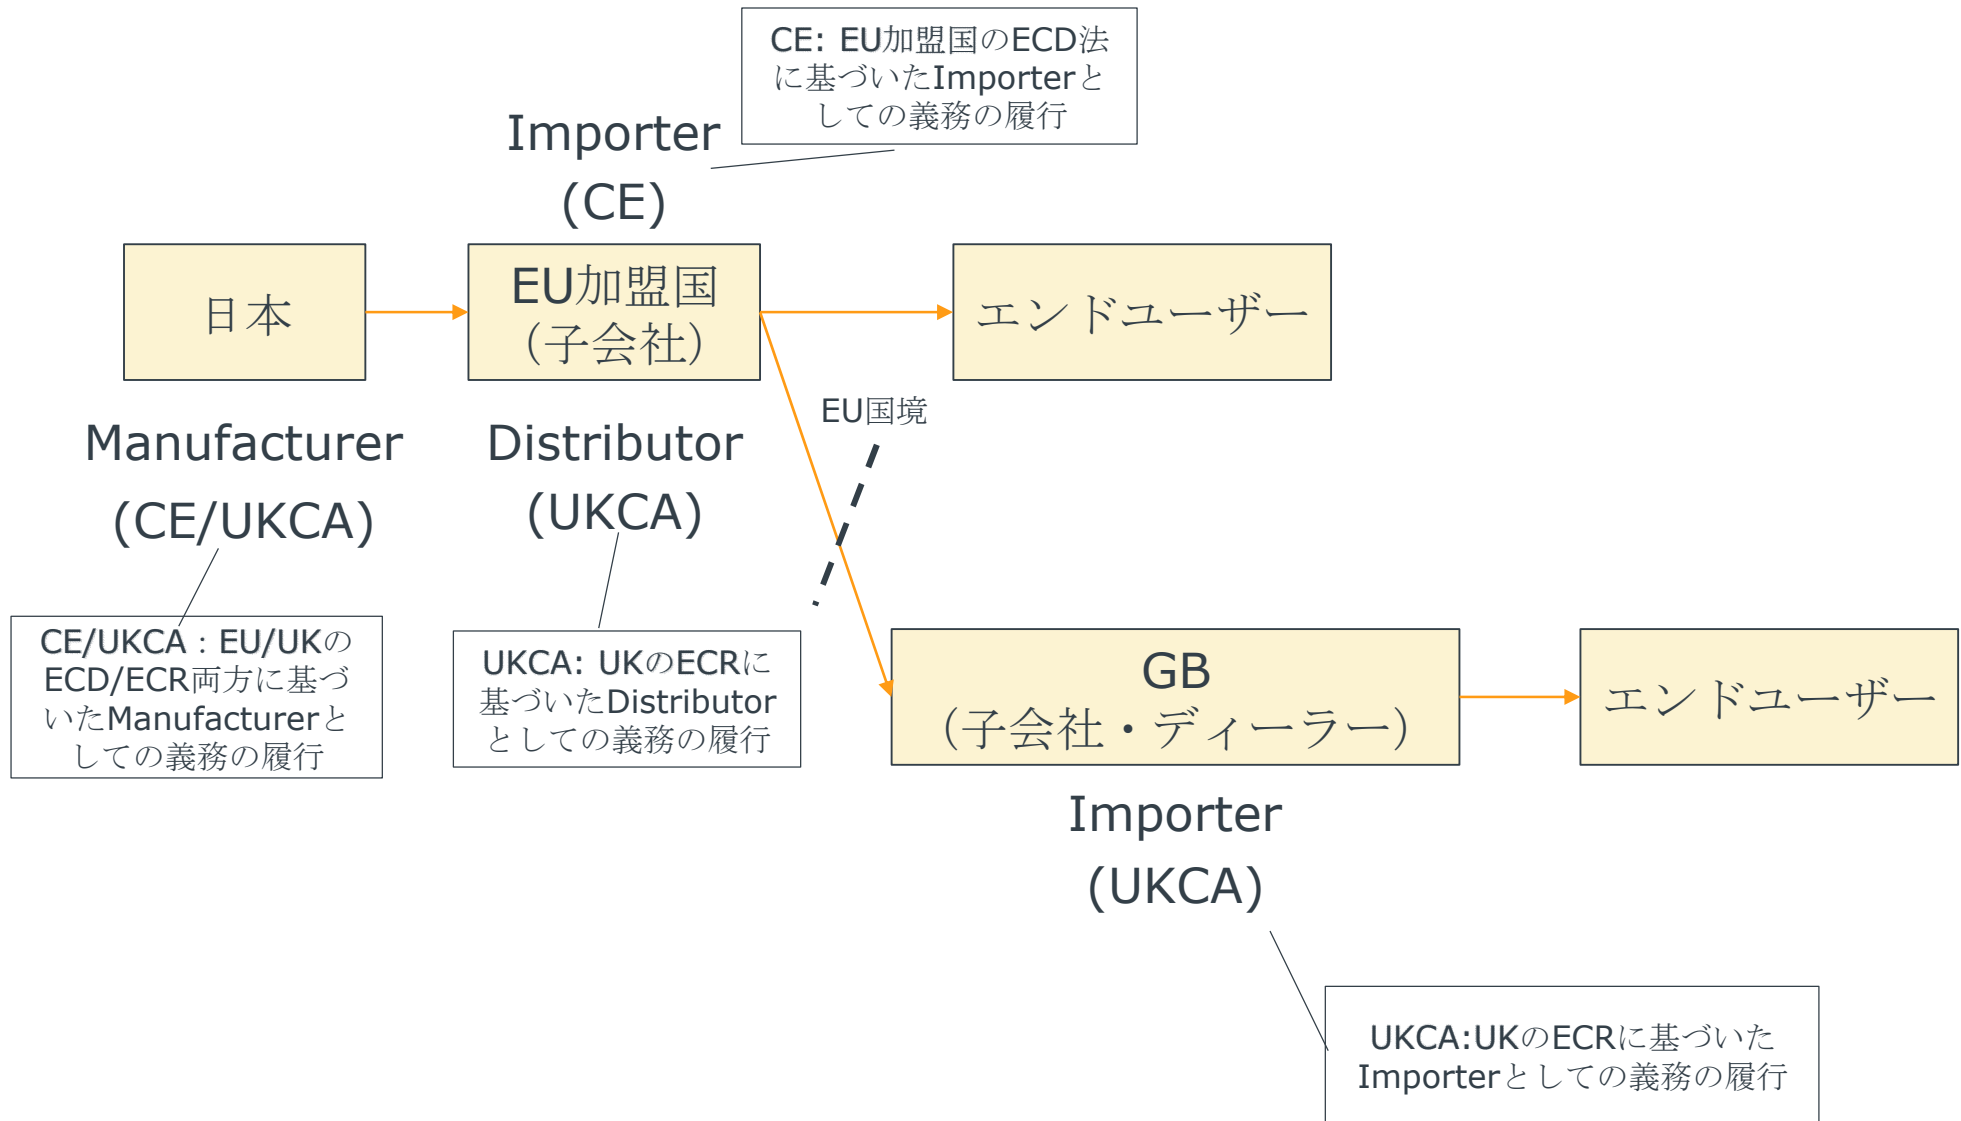 CE: EU加盟国のECD法
に基づいたImporterと
しての義務の履行
Importer
(CE)
日本
EU加盟国
（子会社）
エンドユーザー
EU国境
Manufacturer
(CE/UKCA)
Distributor
(UKCA)
CE/UKCA：EU/UKの
ECD/ECR両方に基づ
いたManufacturerと
しての義務の履行
UKCA: UKのECRに
基づいたDistributor
としての義務の履行
GB
（子会社・ディーラー）
エンドユーザー
Importer
(UKCA)
UKCA:UKのECRに基づいた
Importerとしての義務の履行